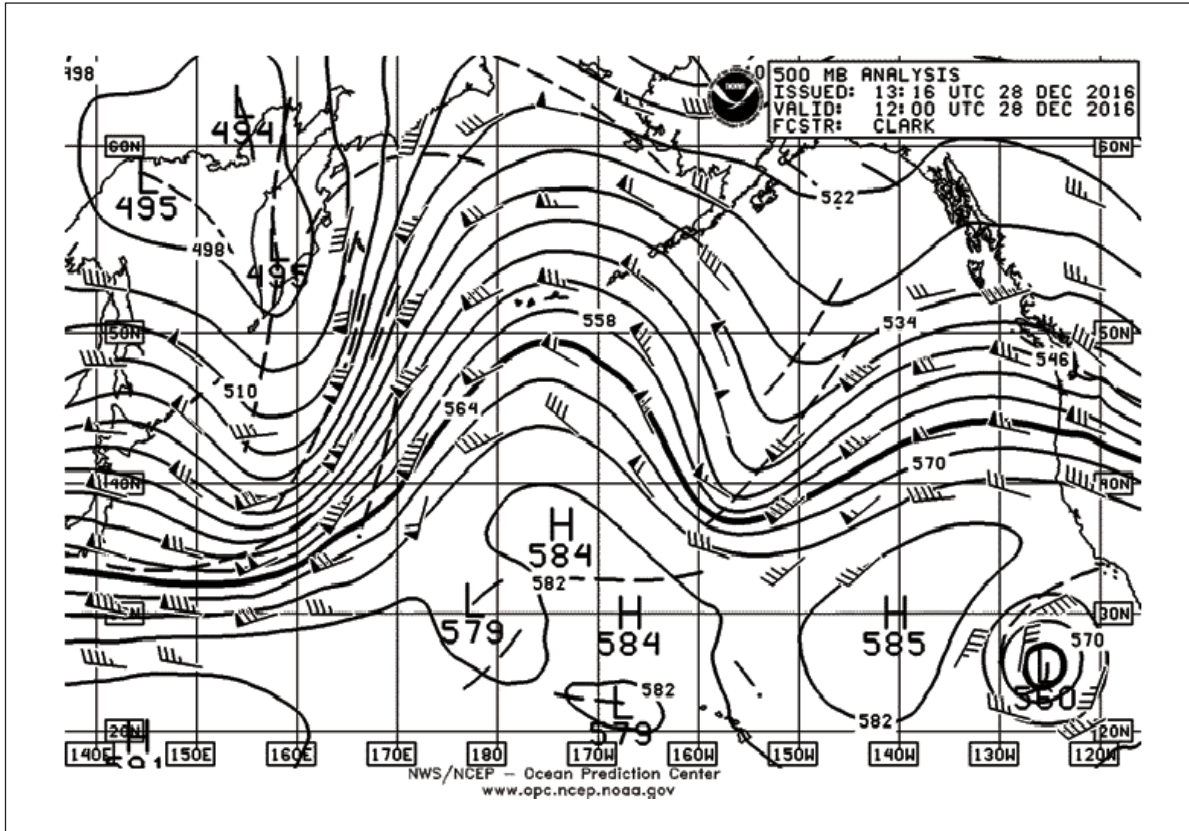 498
500 MB ANALYSIS
ISSUED: 13:16 UTC 28 DEC 2016
VALID: 12:00 UTC 28 DEC 2016
FCSTR: CLARK
L
494
60N
60N
L
495
522
498
L
495
50N
558
534
50N
546
510
564
570
40N
40N
H
584
582
L
579
H
584
H
585
30N
570
L
560
582
L
579
582
20N
H
20N
140E 150E 160E 170E 180 170W 160W 150W 140W 130W 120W
NWS/NCEP – Ocean Prediction Center
www.opc.ncep.noaa.gov